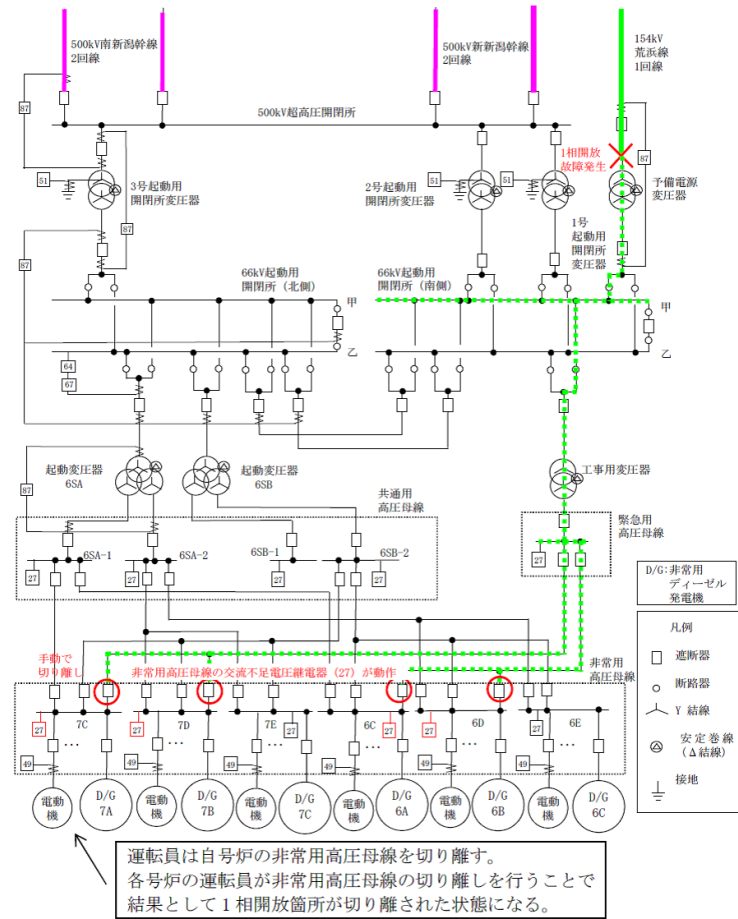 500kV南新潟幹線
2回線
500kV新新潟幹線
2回線
154kV
荒浜線
1回線
87
500kV超高圧開閉所
1相開放
故障発生
87
51
3号起動用
開閉所変圧器
2号起動用
開閉所変圧器
51
51
予備電源
変圧器
87
87
1号
起動用
開閉所
変圧器
66kV起動用
開閉所(北側)
66kV起動用
開閉所(南側)
甲
甲
乙
乙
64
67
起動変圧器
6SA
起動変圧器
6SB
工事用変圧器
87
共通用
高圧母線
緊急用
高圧母線
6SA-1
6SA-2
6SB-1
6SB-2
27
27
27
27
27
D/G:非常用
ディーゼル
発電機
凡例
遮断器
断路器
Y 結線
安定巻線
(Δ結線)
接地
手動で
切り離し
非常用高圧母線の交流不足電圧継電器(27)が動作
非常用
高圧母線
27
7C
27
7D
7E
27
6C
27
27
6D
27
6E
49
…
49
…
49
…
49
…
49
…
電動
機
D/G
7A
電動
機
D/G
7B
電動
機
D/G
7C
電動
機
D/G
6A
電動
機
D/G
6B
電動
機
D/G
6C
運転員は自号炉の非常用高圧母線を切り離す。
各号炉の運転員が非常用高圧母線の切り離しを行うことで
結果として1相開放箇所が切り離された状態になる。